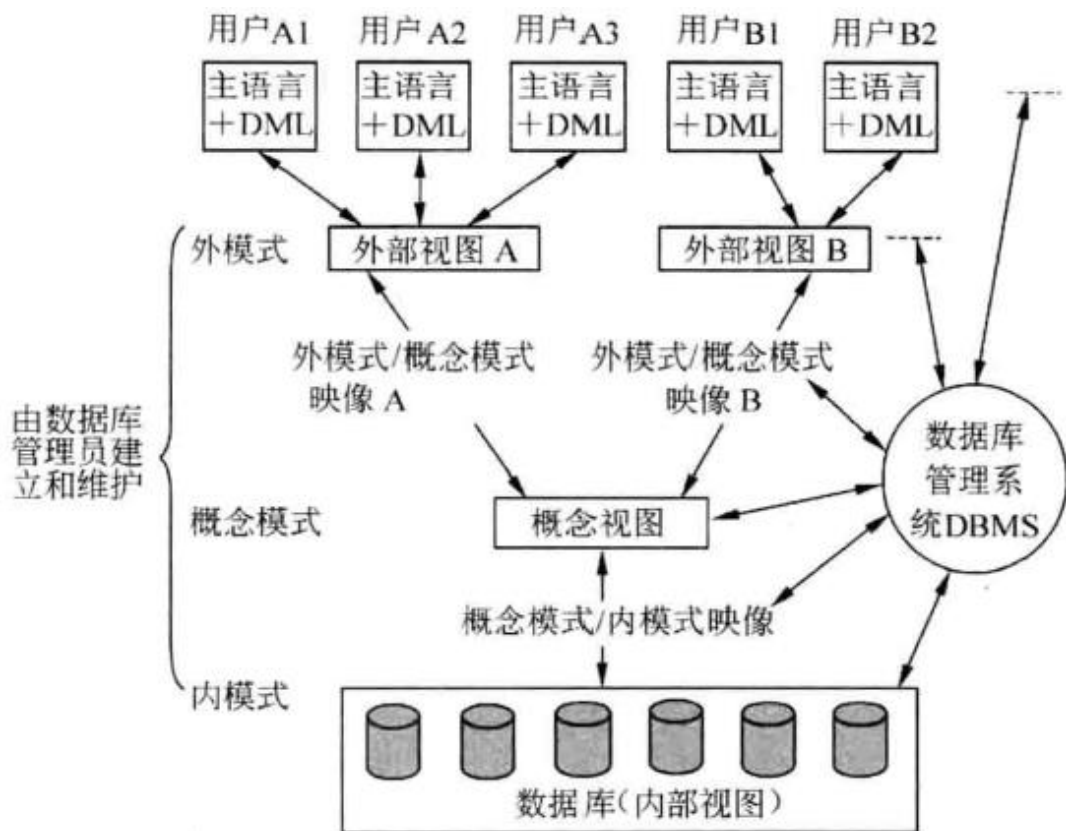 用户A1 用户A2 用户A3 用户B1 用户B2
主语言 主语言 主语言 主语言 主语言
+DML +DML +DML +DML +DML
外模式 外部视图 A 外部视图 B
外模式/概念模式 外模式/概念模式
映像 A 映像 B
由数据库
管理员建
立和维护
数据库
管理系
统DBMS
概念模式 概念视图
概念模式/内模式映像
内模式
数据库(内部视图)